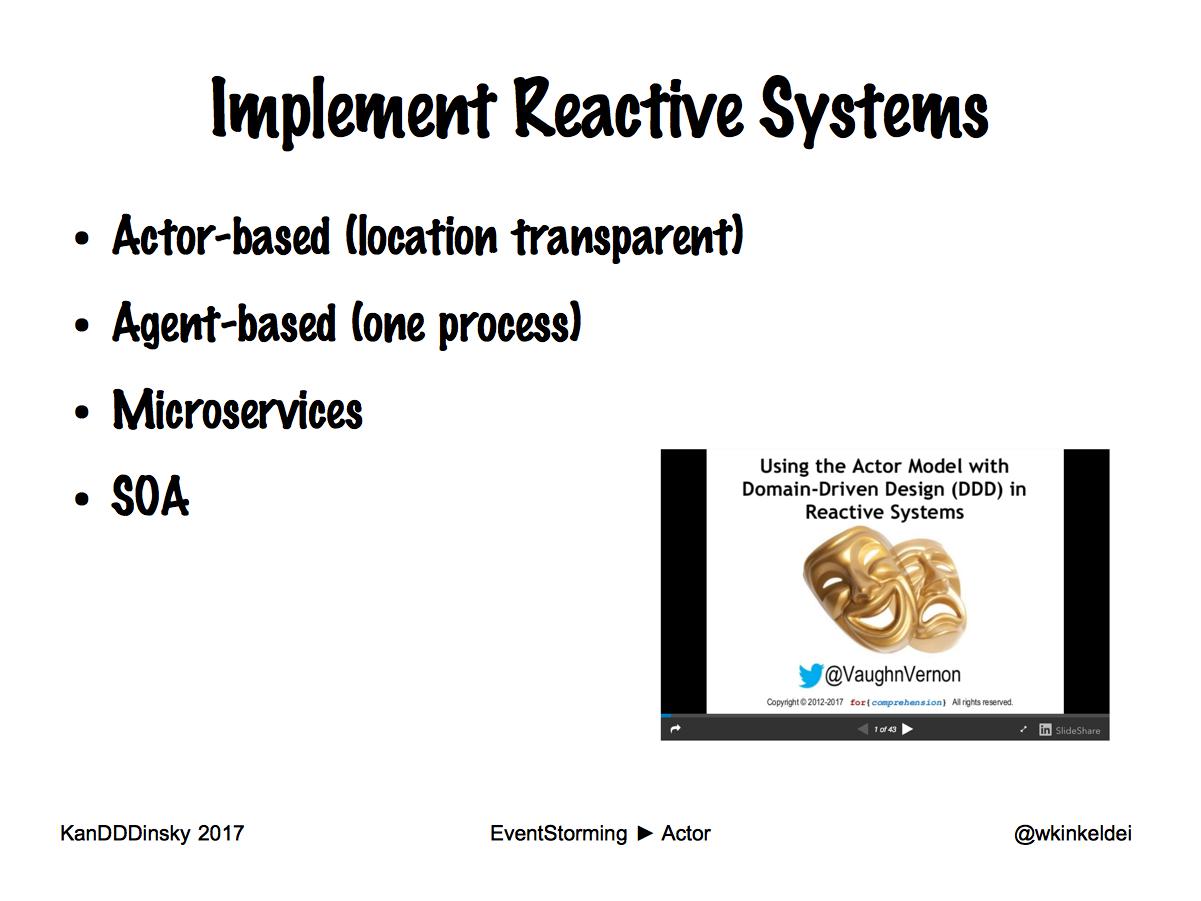 Implement Reactive Systems
• Actor-based (location transparent)
• Agent-based (one process)
• Microservices
• SOA
Using the Actor Model with
Domain-Driven Design (DDD) in
Reactive Systems
@VaughnVernon
Copyright © 2012-2017 for{comprehension} All rights reserved.
1 of 43
in SlideShare
KanDDDinsky 2017 EventStorming ► Actor @wkinkeldei